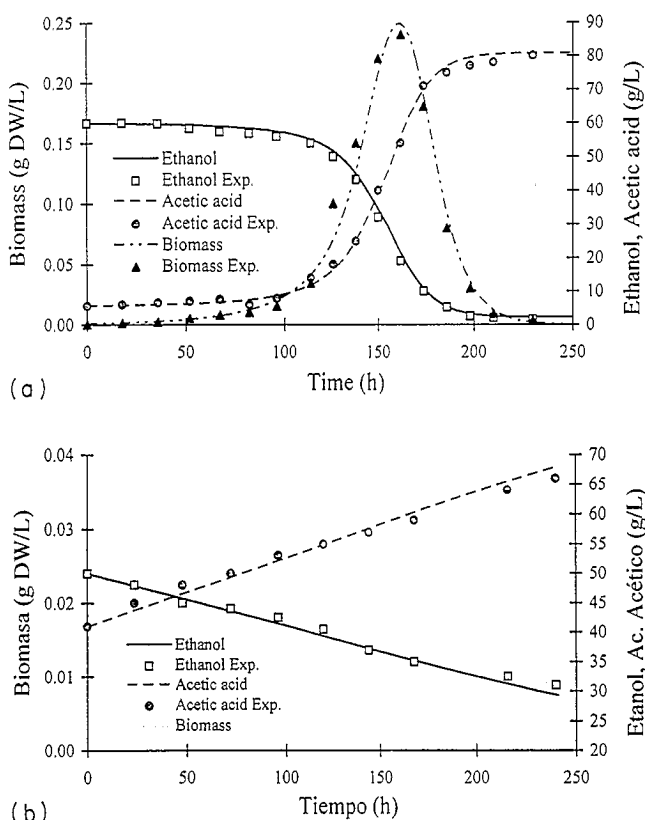 Biomass (g DW/L)
0.25
0.20
0.15
0.10
0.05
0.00
Ethanol
Ethanol Exp.
Acetic acid
Acetic acid Exp.
Biomass
Biomass Exp.
90
80
70
60
50
40
30
20
10
0
Ethanol, Acetic acid (g/L)
0 50 100 150 200 250
Time (h)
(a)
Biomasa (g DW/L)
0.04
0.03
0.02
0.01
0.00
Ethanol
Ethanol Exp.
Acetic acid
Acetic acid Exp.
Biomass
70
65
60
55
50
45
40
35
30
25
20
Etanol, Ac. Acético (g/L)
0 50 100 150 200 250
Tiempo (h)
(b)